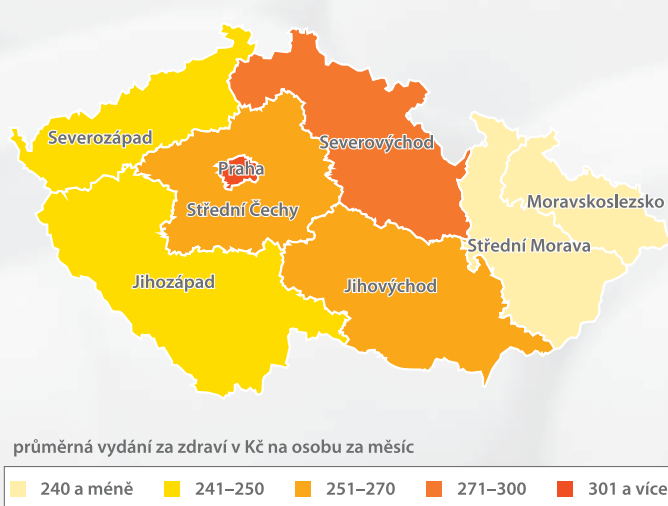 Severozápad
Severovýchod
Praha
Střední Čechy
Moravskoslezsko
Střední Morava
Jihozápad
Jihovýchod
průměrná vydání za zdraví v Kč na osobu za měsíc
240 a méně 241–250 251–270 271–300 301 a více